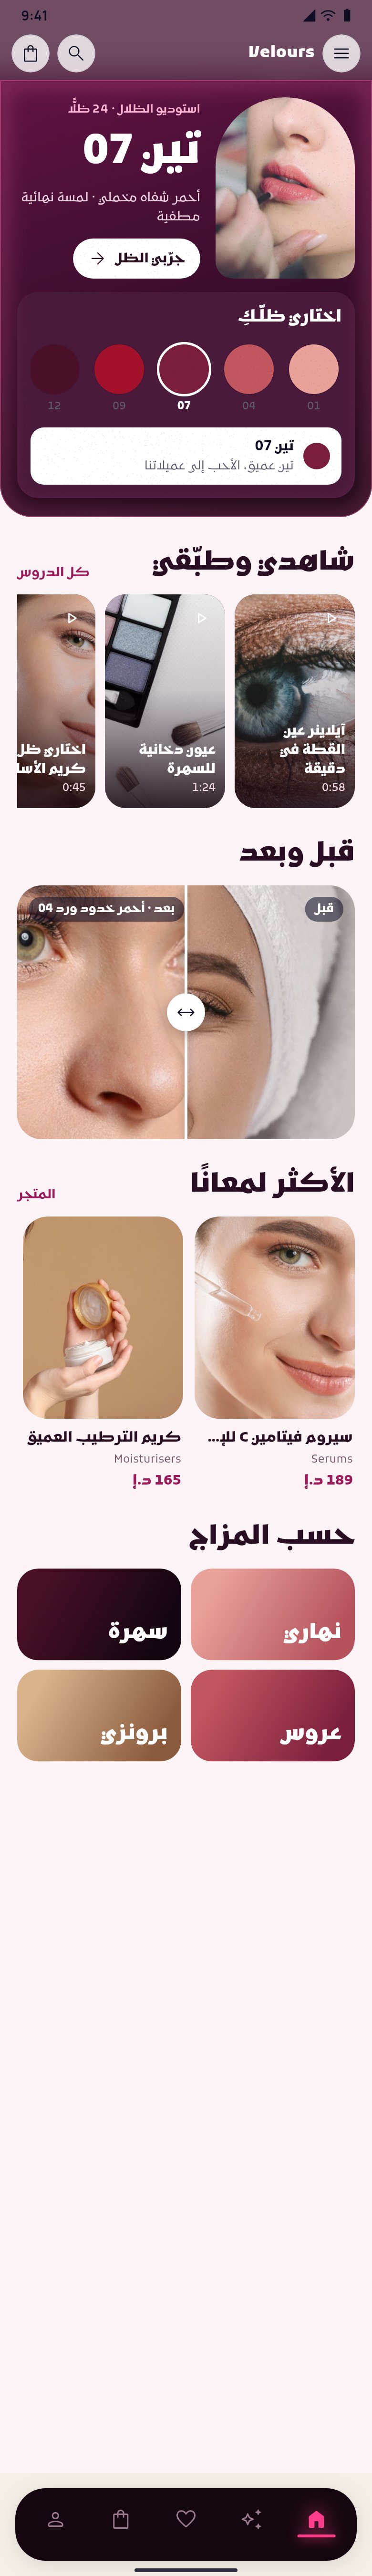 9:41
Velours
استوديو الظلال · 24 ظلًّا
تين 07
أحمر شفاه مخملي · لمسة نهائية
مطفية
جرّبي الظل
اختاري ظلّكِ
01
04
07
09
12
تين 07
تين عميق. الأحب إلى عميلاتنا
شاهدي وطبّقي
كل الدروس
آيلاينر عين
القطة في
دقيقة
0:58
عيون دخانية
للسهرة
1:24
اختاري ظل
كريم الأسا
0:45
قبل وبعد
قبل
بعد · أحمر خدود ورد 04
الأكثر لمعانًا
المتجر
سيروم فيتامين C للإ...
Serums
189 د.إ
كريم الترطيب العميق
Moisturisers
165 د.إ
حسب المزاج
نهاري
سهرة
عروس
برونزي